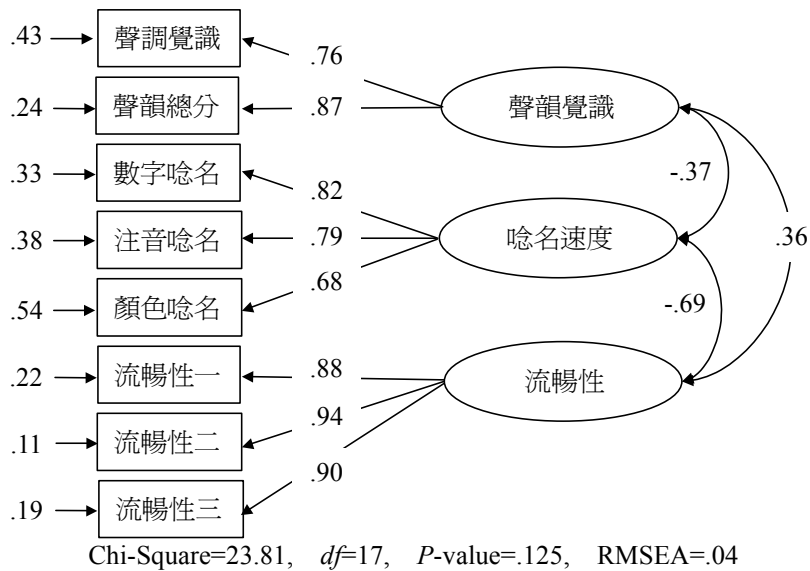 .43 聲調覺識 .76
.24 聲韻總分 .87 聲韻覺識
.33 數字唸名 .82 -.37
.38 注音唸名 .79 唸名速度 .36
.54 顏色唸名 .68 -.69
.22 流暢性一 .88 流暢性
.11 流暢性二 .94
.19 流暢性三 .90
Chi-Square=23.81, df=17, P-value=.125, RMSEA=.04